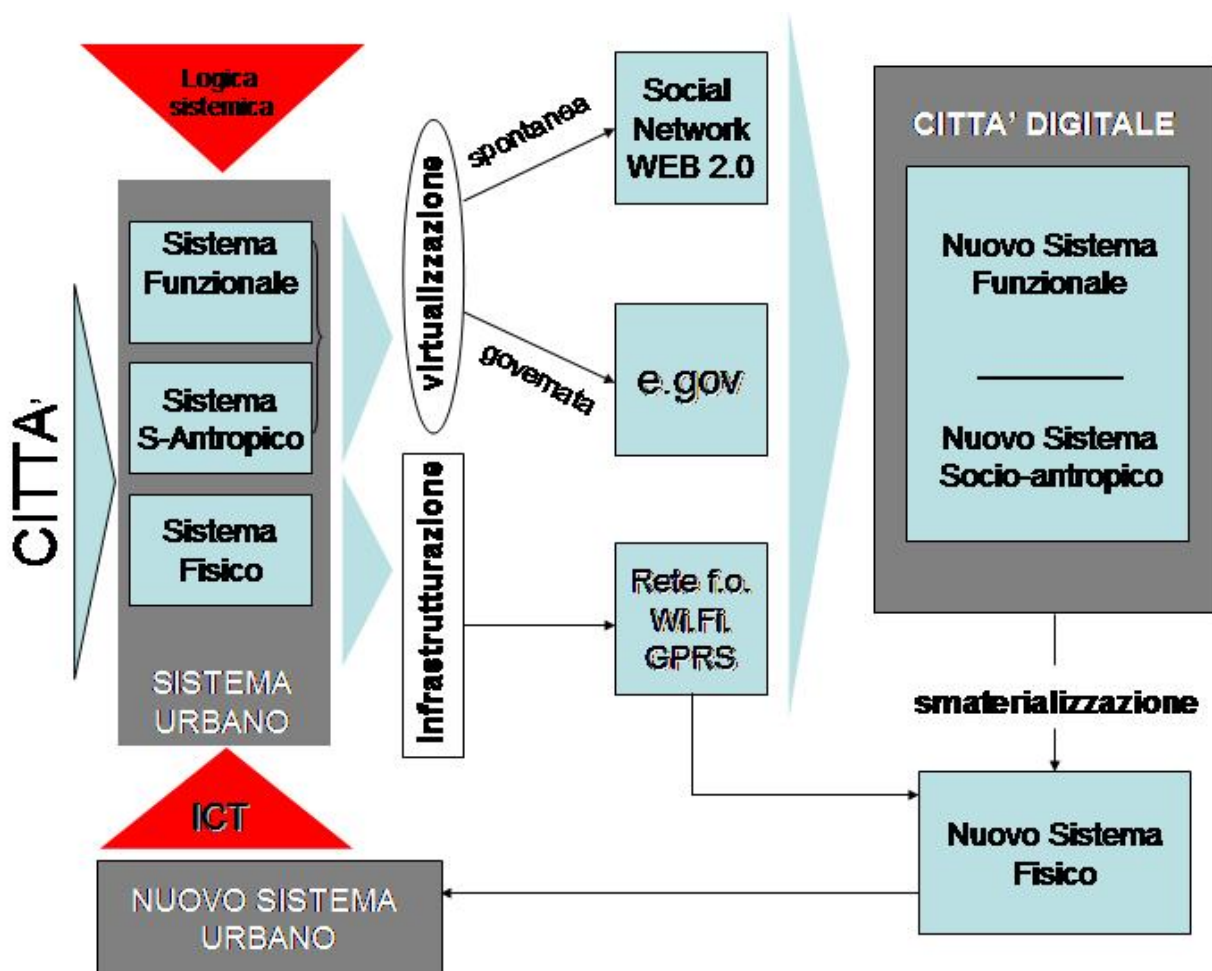 Logica
sistemica
CITTA'
Sistema
Funzionale
Sistema
S-Antropico
Sistema
Fisico
SISTEMA
URBANO
ICT
NUOVO SISTEMA
URBANO
virtualizzazione
spontanea
governata
Infrastrutturazione
Social
Network
WEB 2.0
e.gov
Rete f.o.
Wi.Fi.
GPRS
CITTA' DIGITALE
Nuovo Sistema
Funzionale
Nuovo Sistema
Socio-antropico
smaterializzazione
Nuovo Sistema
Fisico